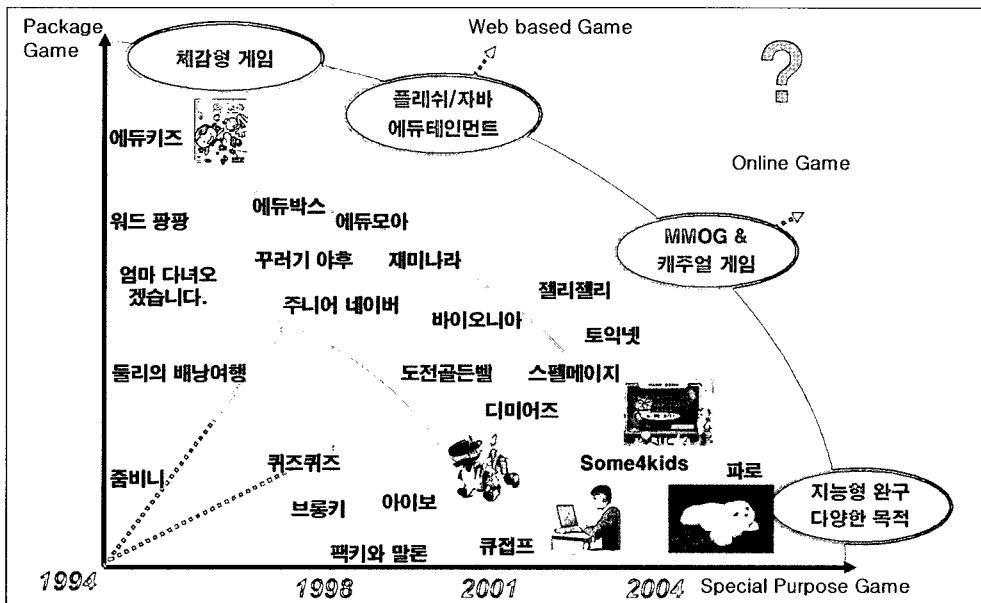 Package
Game
Web based Game
체감형 게임
플래쉬/자바
에듀테인먼트
?
에듀키즈
Online Game
워드 팡팡
에듀박스
에듀모아
MMOG &
캐주얼 게임
엄마 다녀오
겠습니다.
꾸러기 야후
재미나라
젤리젤리
주니어 네이버
바이오니아
토익넷
둘리의 배낭여행
도전골든벨
스펠메이지
디미어즈
줌비니
퀴즈퀴즈
Some4kids
파로
지능형 완구
다양한 목적
브롱키
아이보
팩키와 말론
큐접프
1994
1998
2001
2004
Special Purpose Game